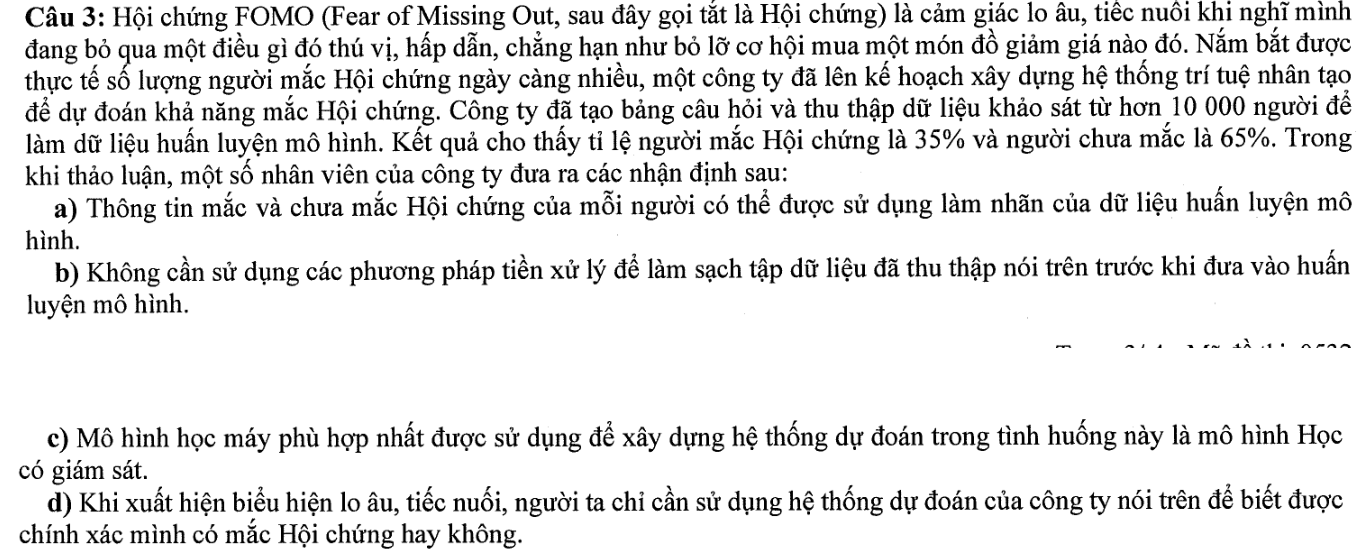 Câu 3: Hội chứng FOMO (Fear of Missing Out, sau đây gọi tắt là Hội chứng) là cảm giác lo âu, tiếc nuối khi nghĩ mình
đang bỏ qua một điều gì đó thú vị, hấp dẫn, chẳng hạn như bỏ lỡ cơ hội mua một món đồ giảm giá nào đó. Nắm bắt được
thực tế số lượng người mắc Hội chứng ngày càng nhiều, một công ty đã lên kế hoạch xây dựng hệ thống trí tuệ nhân tạo
để dự đoán khả năng mắc Hội chứng. Công ty đã tạo bảng câu hỏi và thu thập dữ liệu khảo sát từ hơn 10 000 người để
làm dữ liệu huấn luyện mô hình. Kết quả cho thấy tỉ lệ người mắc Hội chứng là 35% và người chưa mắc là 65%. Trong
khi thảo luận, một số nhân viên của công ty đưa ra các nhận định sau:
a) Thông tin mắc và chưa mắc Hội chứng của mỗi người có thể được sử dụng làm nhãn của dữ liệu huấn luyện mô
hình.
b) Không cần sử dụng các phương pháp tiền xử lý để làm sạch tập dữ liệu đã thu thập nói trên trước khi đưa vào huấn
luyện mô hình.
c) Mô hình học máy phù hợp nhất được sử dụng để xây dựng hệ thống dự đoán trong tình huống này là mô hình Học
có giám sát.
d) Khi xuất hiện biểu hiện lo âu, tiếc nuối, người ta chỉ cần sử dụng hệ thống dự đoán của công ty nói trên để biết được
chính xác mình có mắc Hội chứng hay không.